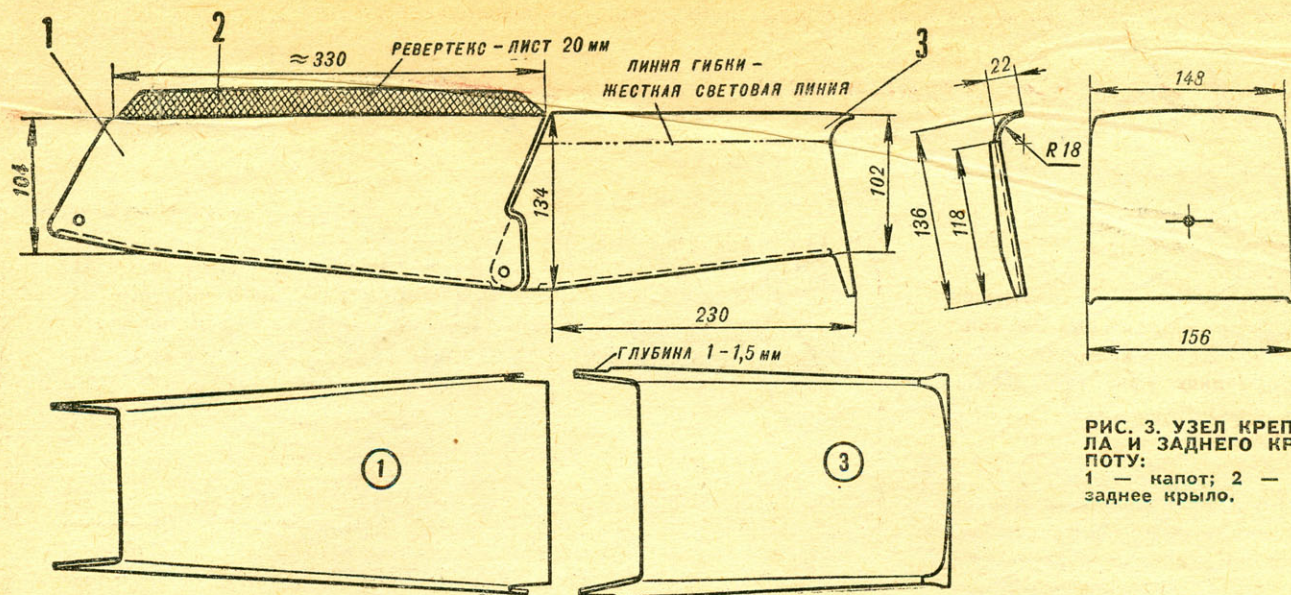 1
2
≈330
РЕВЕРТЕКС – ЛИСТ 20 мм
ЛИНИЯ ГИБКИ –
ЖЕСТКАЯ СВЕТОВАЯ ЛИНИЯ
3
22
148
R 18
104
134
102
136
118
230
156
ГЛУБИНА 1-1,5 мм
1
3
РИС. 3. УЗЕЛ КРЕП
ЛА И ЗАДНЕГО КР
ПОТУ:
1 — капот; 2 —
заднее крыло.